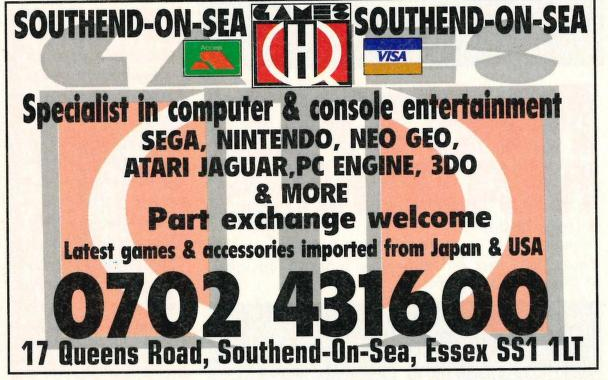 SOUTHEND-ON-SEA GAMES SOUTHEND-ON-SEA
Access HQ VISA
Specialist in computer & console entertainment
SEGA, NINTENDO, NEO GEO,
ATARI JAGUAR,PC ENGINE, 3DO
& MORE
Part exchange welcome
Latest games & accessories imported from Japan & USA
0702 431600
17 Queens Road, Southend-On-Sea, Essex SS1 1LT